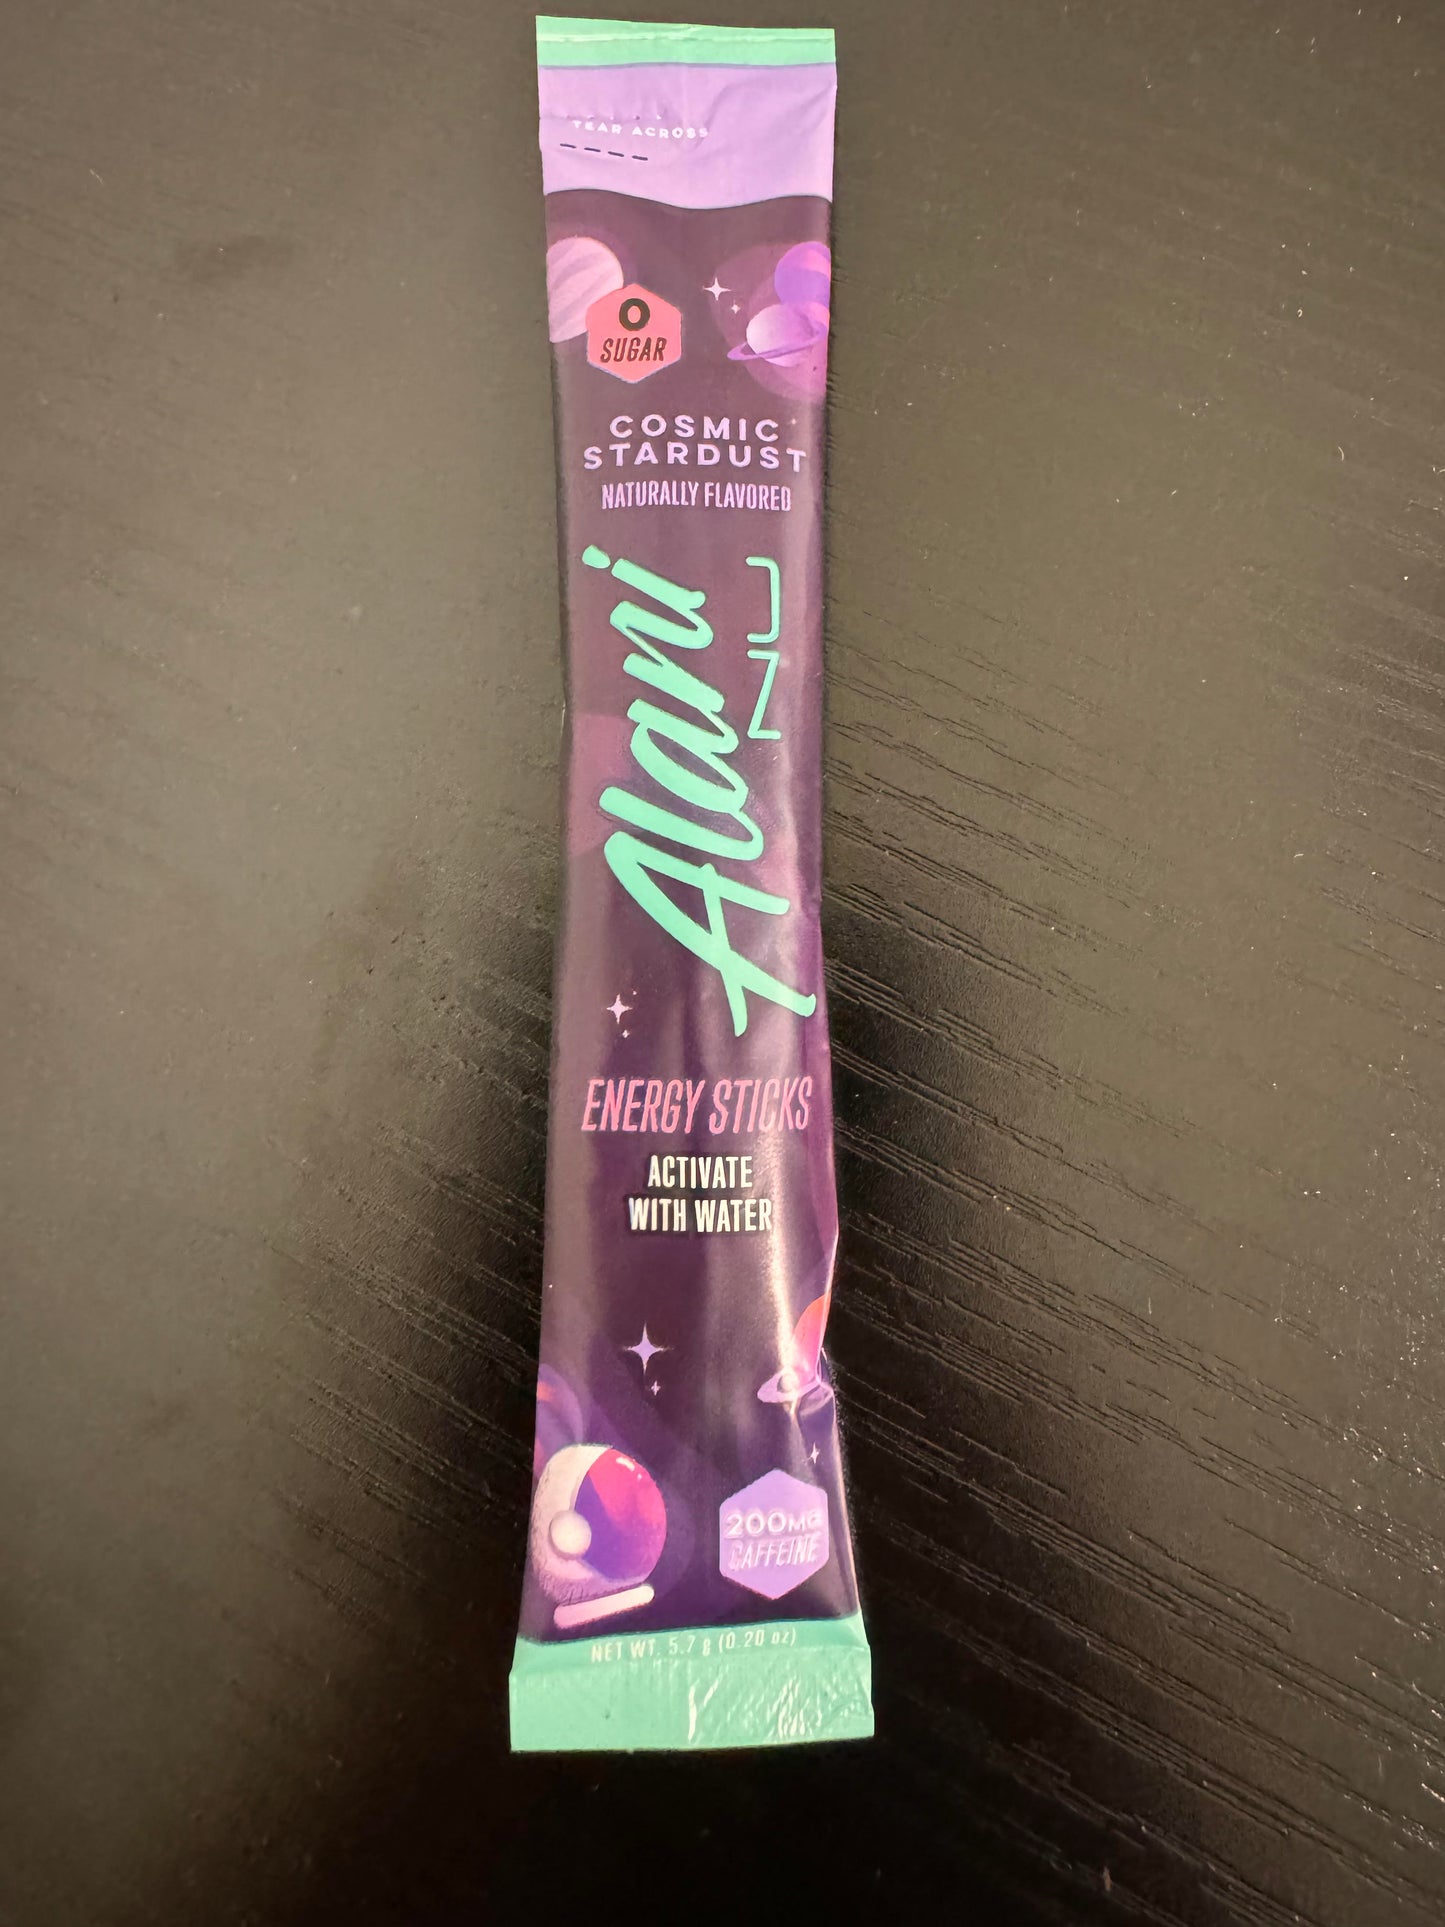 TEAR ACROSS
0
SUGAR
COSMIC
STARDUST
NATURALLY FLAVORED
Alani
NU
ENERGY STICKS
ACTIVATE
WITH WATER
200MG
CAFFEINE
NET WT. 5.7 g (0.20 oz)